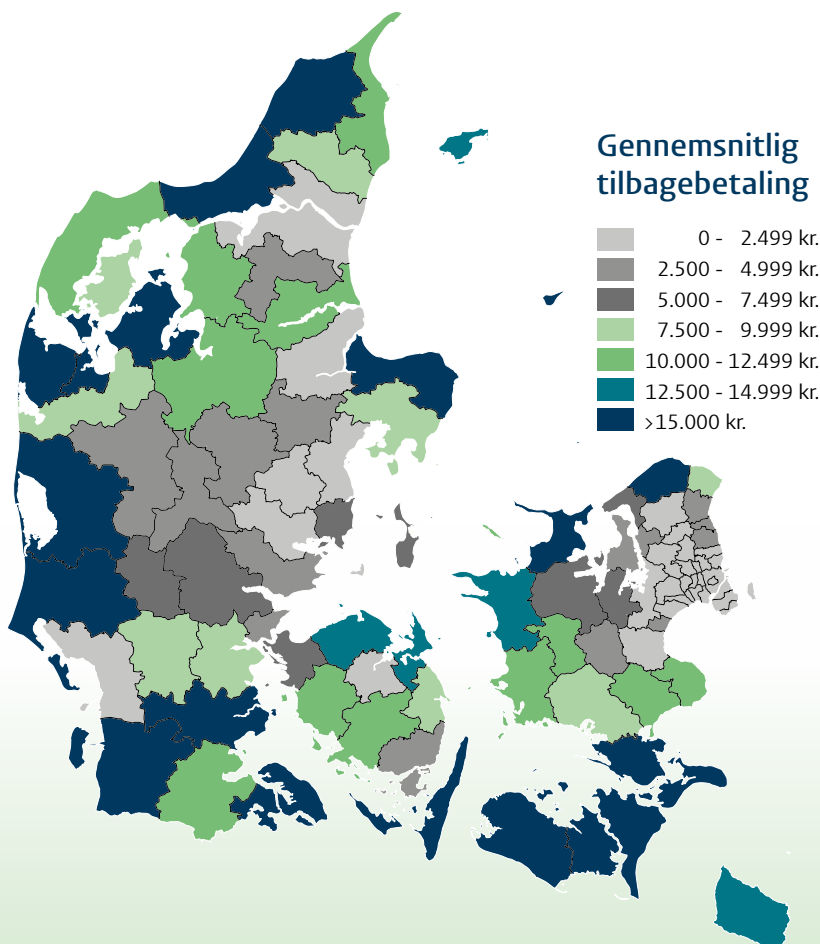 Gennemsnitlig
tilbagebetaling
0 - 2.499 kr.
2.500 - 4.999 kr.
5.000 - 7.499 kr.
7.500 - 9.999 kr.
10.000 - 12.499 kr.
12.500 - 14.999 kr.
>15.000 kr.